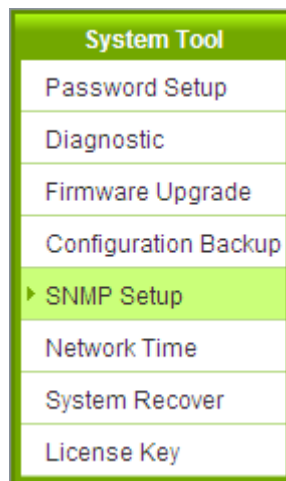 System Tool
Password Setup
Diagnostic
Firmware Upgrade
Configuration Backup
SNMP Setup
Network Time
System Recover
License Key